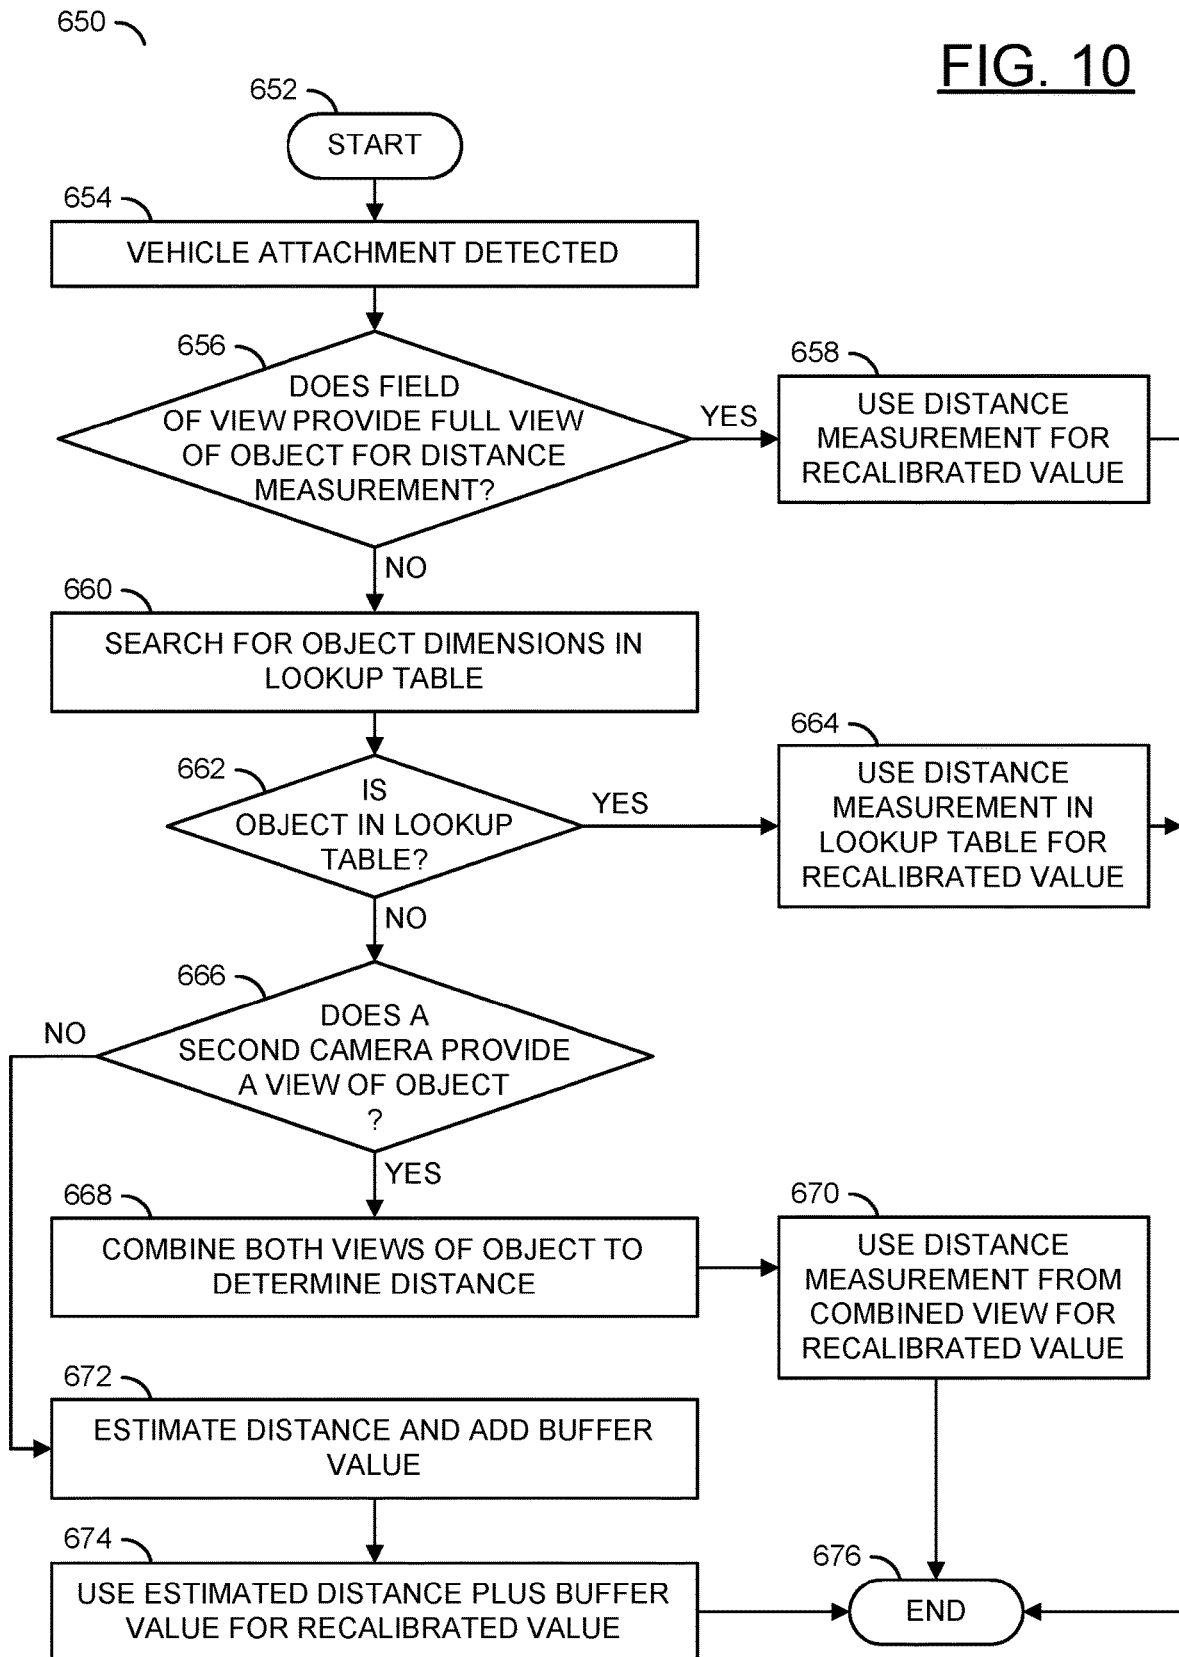 650
FIG. 10
652
START
654
VEHICLE ATTACHMENT DETECTED
656
DOES FIELD
OF VIEW PROVIDE FULL VIEW
OF OBJECT FOR DISTANCE
MEASUREMENT?
YES
658
USE DISTANCE
MEASUREMENT FOR
RECALIBRATED VALUE
NO
660
SEARCH FOR OBJECT DIMENSIONS IN
LOOKUP TABLE
662
IS
OBJECT IN LOOKUP
TABLE?
YES
664
USE DISTANCE
MEASUREMENT IN
LOOKUP TABLE FOR
RECALIBRATED VALUE
NO
666
DOES A
SECOND CAMERA PROVIDE
A VIEW OF OBJECT
?
NO
YES
668
COMBINE BOTH VIEWS OF OBJECT TO
DETERMINE DISTANCE
670
USE DISTANCE
MEASUREMENT FROM
COMBINED VIEW FOR
RECALIBRATED VALUE
672
ESTIMATE DISTANCE AND ADD BUFFER
VALUE
674
USE ESTIMATED DISTANCE PLUS BUFFER
VALUE FOR RECALIBRATED VALUE
676
END